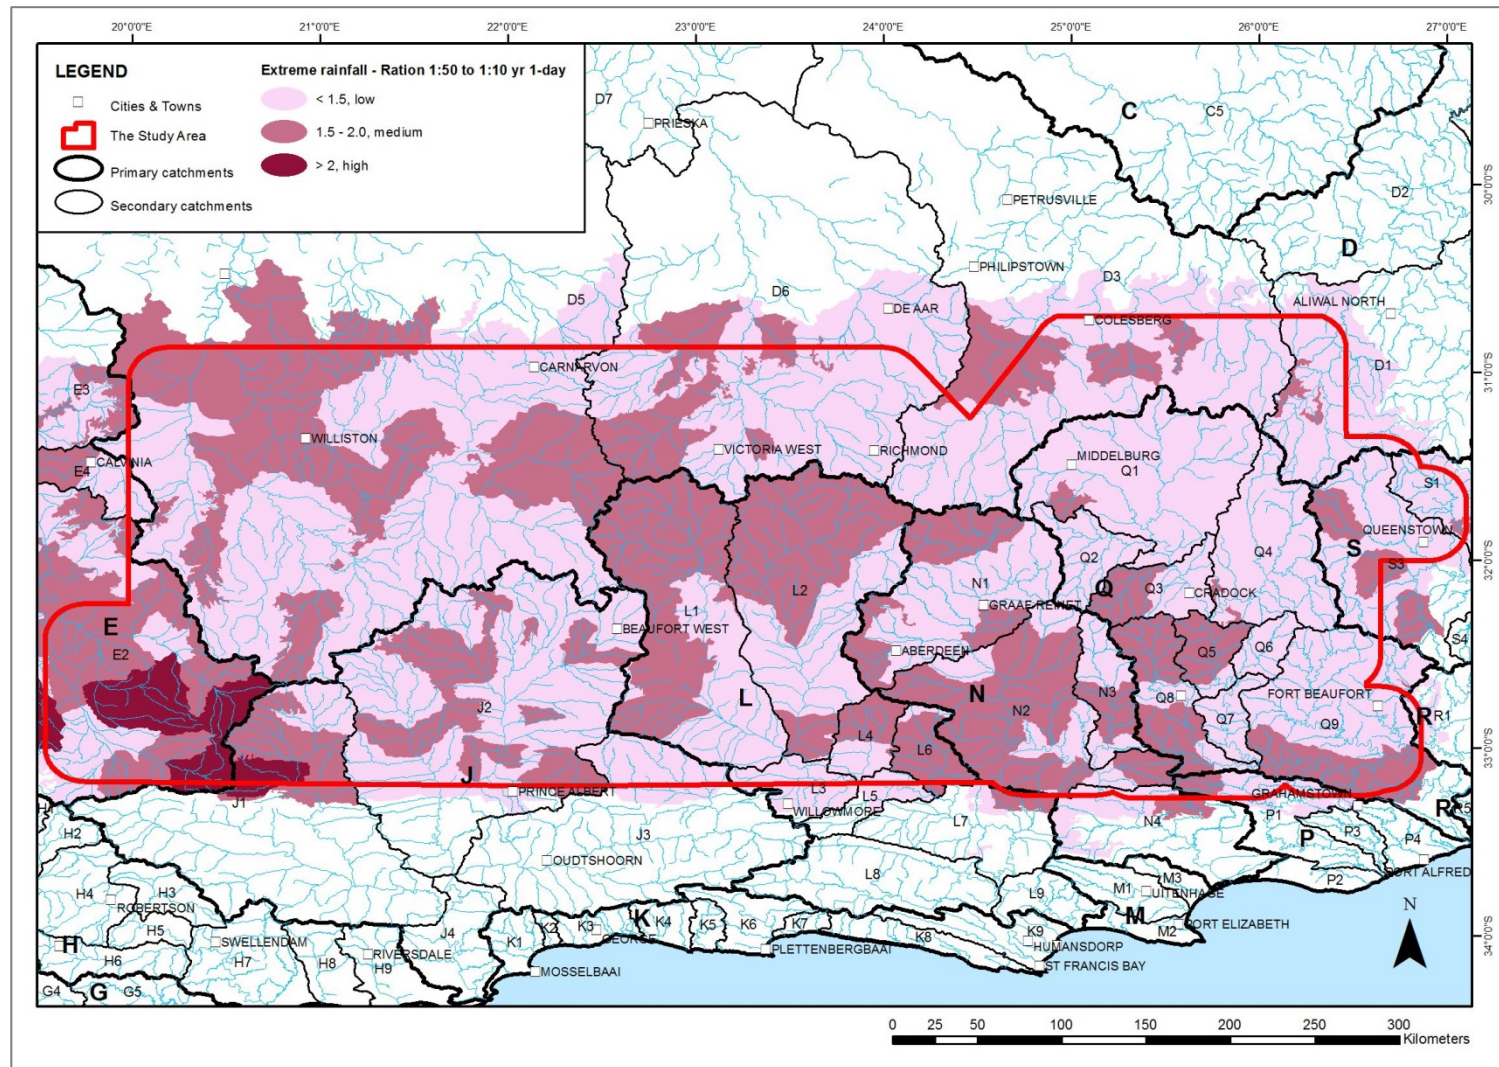 20°0'0"E
21°0'0"E
22°0'0"E
23°0'0"E
24°0'0"E
25°0'0"E
26°0'0"E
27°0'0"E
LEGEND
Cities & Towns
The Study Area
Primary catchments
Secondary catchments
Extreme rainfall - Ration 1:50 to 1:10 yr 1-day
< 1.5, low
1.5 - 2.0, medium
> 2, high
D7
PRIESKA
C
C5
30°0'0"S
D2
PETRUSVILLE
D
PHILIPSTOWN
D3
D5
D6
ALIWAL NORTH
DE AAR
COLESBERG
31°0'0"S
CARNARVON
D1
E3
WILLISTON
VICTORIA WEST
RICHMOND
MIDDELBURG
Q1
CALVINIA
E4
S1
QUEENSTOWN
S
Q4
Q2
32°0'0"S
S3
Q
Q3
CRADOCK
N1
L2
L1
GRAAF REINET
E
BEAUFORT WEST
S4
E2
ABERDEEN
Q5
Q6
L
N
N3
Q8
FORT BEAUFORT
J2
N2
Q7
Q9
R
R1
L4
L6
33°0'0"S
J
PRINCE ALBERT
L3
L5
GRAHAMSTOWN
J1
WILLOWMORE
P1
R
R5
H2
J3
L7
N4
P
P3
P4
OUDTSHOORN
PORT ALFRED
L8
M3
P2
H4
H3
L9
M1
UITENHAGE
ROBERTSON
M
PORT ELIZABETH
N
H5
K
K4
K5
K6
K7
K2
K3
K1
K8
K9
M2
GEORGE
34°0'0"S
H
SWELLENDAM
J4
PLETTENBERGBAAI
HUMANSDORP
H6
H7
H8
RIVERSDALE
H9
ST FRANCIS BAY
MOSSELBAAI
G4
G
G5
0 25 50 100 150 200 250 300
Kilometers